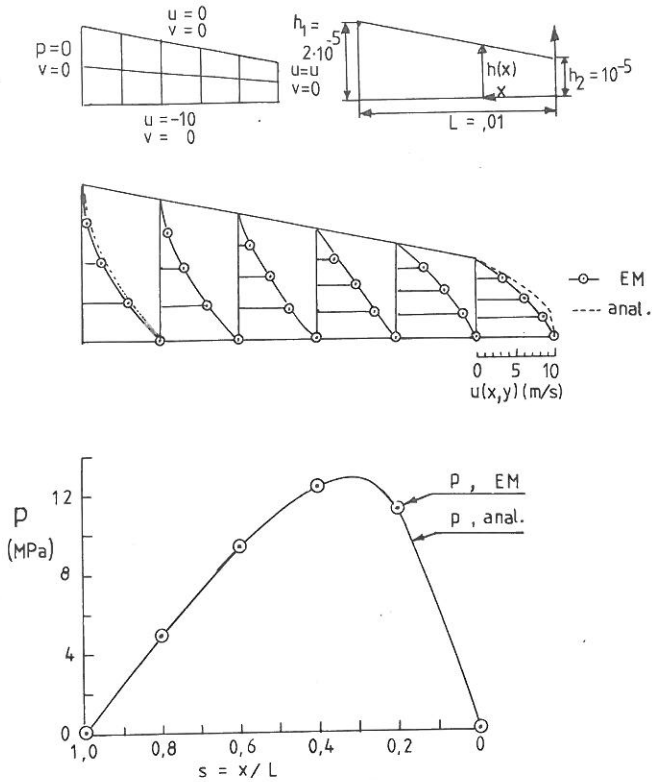 u = 0
v = 0
p = 0
v = 0
u = u
v = 0
u = -10
v = 0
h₁ =
2·10⁻⁵
h(x)
x
h₂ = 10⁻⁵
L = ,01
EM
anal.
0 5 10
u(x,y) (m/s)
p , EM
p , anal.
p
(MPa)
12
8
4
0
1,0 0,8 0,6 0,4 0,2 0
s = x/L